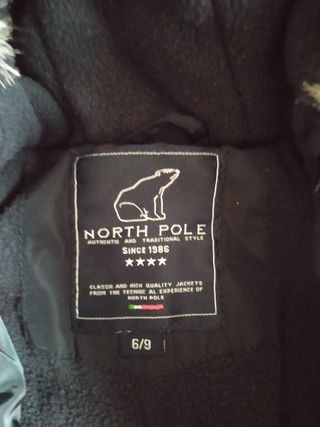 NORTH POLE
AUTHENTIC AND TRADITIONAL STYLE
SINCE 1986
★★★★
CLASSIC AND HIGH QUALITY JACKETS
FROM THE TECHNICAL EXPERIENCE OF
NORTH POLE
6/9